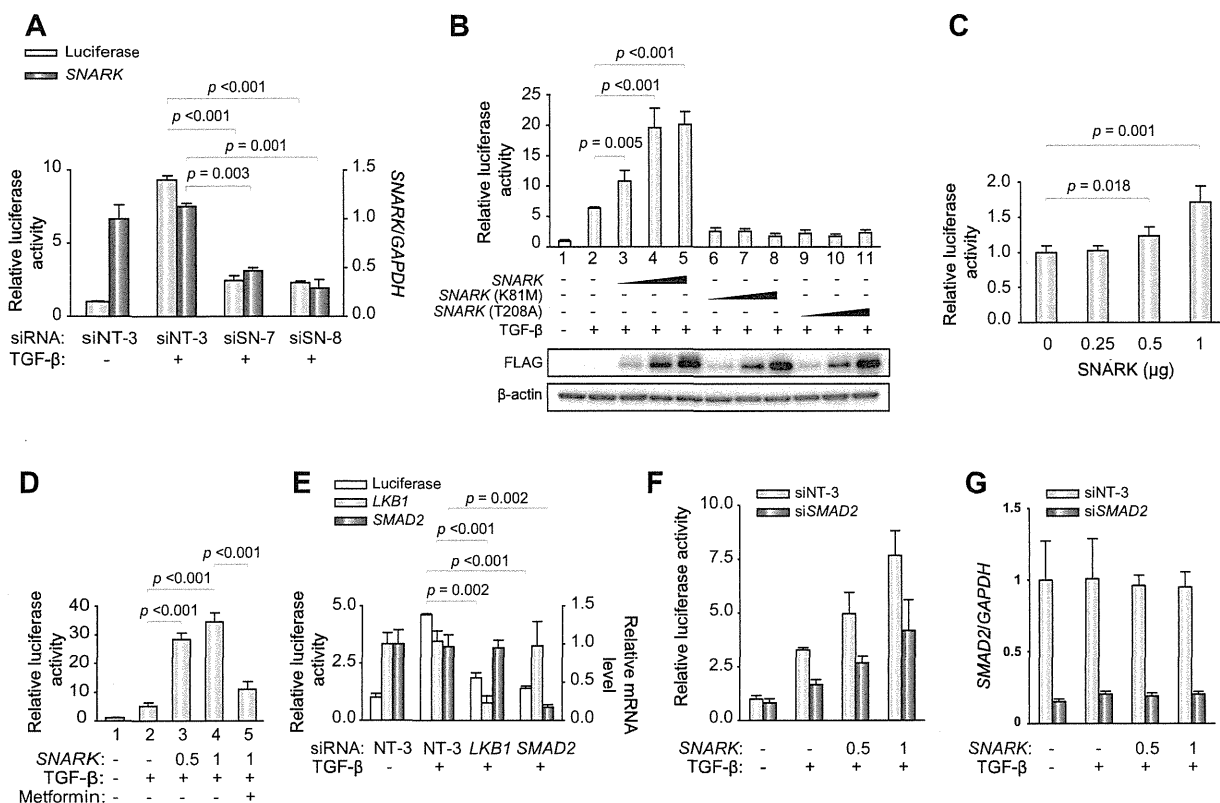 A
Luciferase
SNARK
p <0.001
p <0.001
p = 0.001
p = 0.003
10
5
0
1.5
1.0
0.5
0.0
Relative luciferase activity
SNARK/GAPDH
siRNA: siNT-3 siNT-3 siSN-7 siSN-8
TGF-β: - + + +
B
p <0.001
p <0.001
p = 0.005
25
20
15
10
5
0
Relative luciferase activity
1 2 3 4 5 6 7 8 9 10 11
SNARK - - - - - - - -
SNARK (K81M) - - - - - - - -
SNARK (T208A) - - - - - - - -
TGF-β - + + + + + + + + + +
FLAG
β-actin
C
p = 0.001
p = 0.018
2.0
1.5
1.0
0.5
0.0
Relative luciferase activity
0 0.25 0.5 1
SNARK (µg)
D
p <0.001
p <0.001
p <0.001
40
30
20
10
0
Relative luciferase activity
1 2 3 4 5
SNARK: - - 0.5 1 1
TGF-β: - + + + +
Metformin: - - - - +
E
Luciferase
LKB1
SMAD2
p = 0.002
p <0.001
p <0.001
p = 0.002
5.0
2.5
0.0
1.5
1.0
0.5
0.0
Relative luciferase activity
Relative mRNA level
siRNA: NT-3 NT-3 LKB1 SMAD2
TGF-β - + + +
F
siNT-3
siSMAD2
10.0
7.5
5.0
2.5
0.0
Relative luciferase activity
SNARK: - - 0.5 1
TGF-β: - + + +
G
siNT-3
siSMAD2
1.5
1
0.5
0
SMAD2/GAPDH
SNARK: - - 0.5 1
TGF-β: - + + +